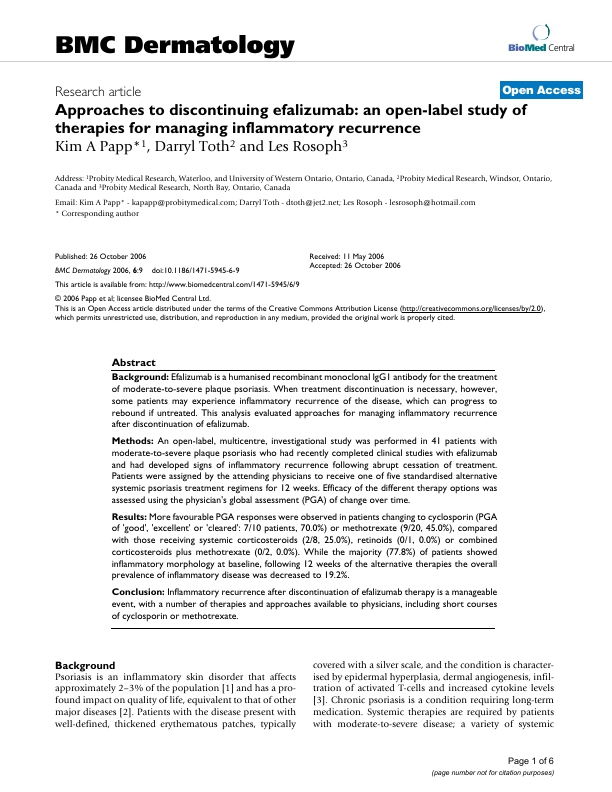 BMC Dermatology
BioMed Central
Open Access
Research article
Approaches to discontinuing efalizumab: an open-label study of
therapies for managing inflammatory recurrence
Kim A Papp*¹, Darryl Toth² and Les Rosoph³
Address: ¹Probity Medical Research, Waterloo, and University of Western Ontario, Ontario, Canada, ²Probity Medical Research, Windsor, Ontario,
Canada and ³Probity Medical Research, North Bay, Ontario, Canada
Email: Kim A Papp* - kapapp@probitymedical.com; Darryl Toth - dtoth@jet2.net; Les Rosoph - lesrosoph@hotmail.com
* Corresponding author
Published: 26 October 2006
BMC Dermatology 2006, 6:9 doi:10.1186/1471-5945-6-9
Received: 11 May 2006
Accepted: 26 October 2006
This article is available from: http://www.biomedcentral.com/1471-5945/6/9
© 2006 Papp et al; licensee BioMed Central Ltd.
This is an Open Access article distributed under the terms of the Creative Commons Attribution License (http://creativecommons.org/licenses/by/2.0),
which permits unrestricted use, distribution, and reproduction in any medium, provided the original work is properly cited.
Abstract
Background: Efalizumab is a humanised recombinant monoclonal IgG1 antibody for the treatment
of moderate-to-severe plaque psoriasis. When treatment discontinuation is necessary, however,
some patients may experience inflammatory recurrence of the disease, which can progress to
rebound if untreated. This analysis evaluated approaches for managing inflammatory recurrence
after discontinuation of efalizumab.
Methods: An open-label, multicentre, investigational study was performed in 41 patients with
moderate-to-severe plaque psoriasis who had recently completed clinical studies with efalizumab
and had developed signs of inflammatory recurrence following abrupt cessation of treatment.
Patients were assigned by the attending physicians to receive one of five standardised alternative
systemic psoriasis treatment regimens for 12 weeks. Efficacy of the different therapy options was
assessed using the physician's global assessment (PGA) of change over time.
Results: More favourable PGA responses were observed in patients changing to cyclosporin (PGA
of 'good', 'excellent' or 'cleared': 7/10 patients, 70.0%) or methotrexate (9/20, 45.0%), compared
with those receiving systemic corticosteroids (2/8, 25.0%), retinoids (0/1, 0.0%) or combined
corticosteroids plus methotrexate (0/2, 0.0%). While the majority (77.8%) of patients showed
inflammatory morphology at baseline, following 12 weeks of the alternative therapies the overall
prevalence of inflammatory disease was decreased to 19.2%.
Conclusion: Inflammatory recurrence after discontinuation of efalizumab therapy is a manageable
event, with a number of therapies and approaches available to physicians, including short courses
of cyclosporin or methotrexate.
Background
Psoriasis is an inflammatory skin disorder that affects
approximately 2–3% of the population [1] and has a pro-
found impact on quality of life, equivalent to that of other
major diseases [2]. Patients with the disease present with
well-defined, thickened erythematous patches, typically
covered with a silver scale, and the condition is character-
ised by epidermal hyperplasia, dermal angiogenesis, infil-
tration of activated T-cells and increased cytokine levels
[3]. Chronic psoriasis is a condition requiring long-term
medication. Systemic therapies are required by patients
with moderate-to-severe disease; a variety of systemic
Page 1 of 6
(page number not for citation purposes)